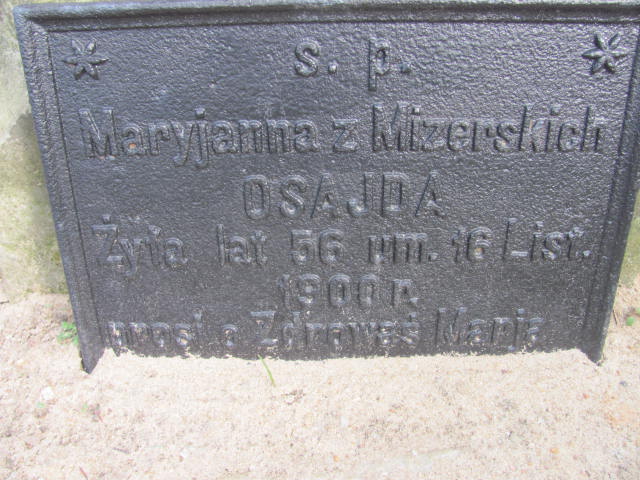 s. p.
Maryjanna z Mizerskich
OSAJDA
Żyła lat 56 um. 16 List.
1900 r.
prosi o Zdrowaś Marja